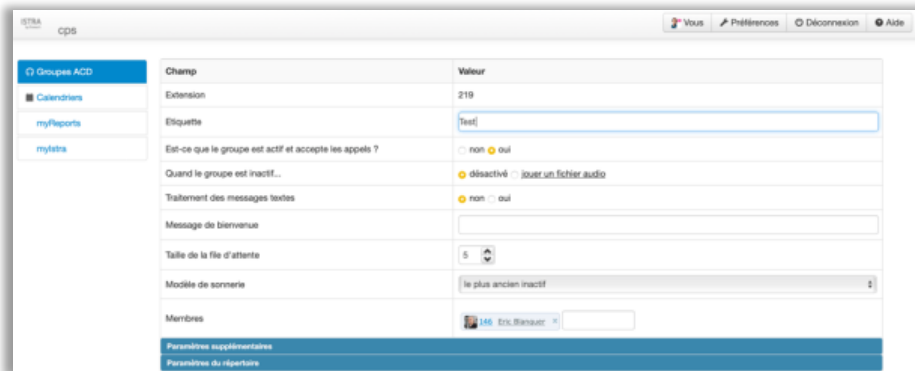 ISTRA
cps
Vous Préférences Déconnexion Aide
Groupes ACD
Calendriers
myReports
myIstra
Champ Valeur
Extension 219
Etiquette Test
Est-ce que le groupe est actif et accepte les appels ? non oui
Quand le groupe est inactif... désactivé jouer un fichier audio
Traitement des messages textes non oui
Message de bienvenue
Taille de la file d'attente 5
Modèle de sonnerie le plus ancien inactif
Membres 146 Eric Blanquer ×
Paramètres supplémentaires
Paramètres du répertoire